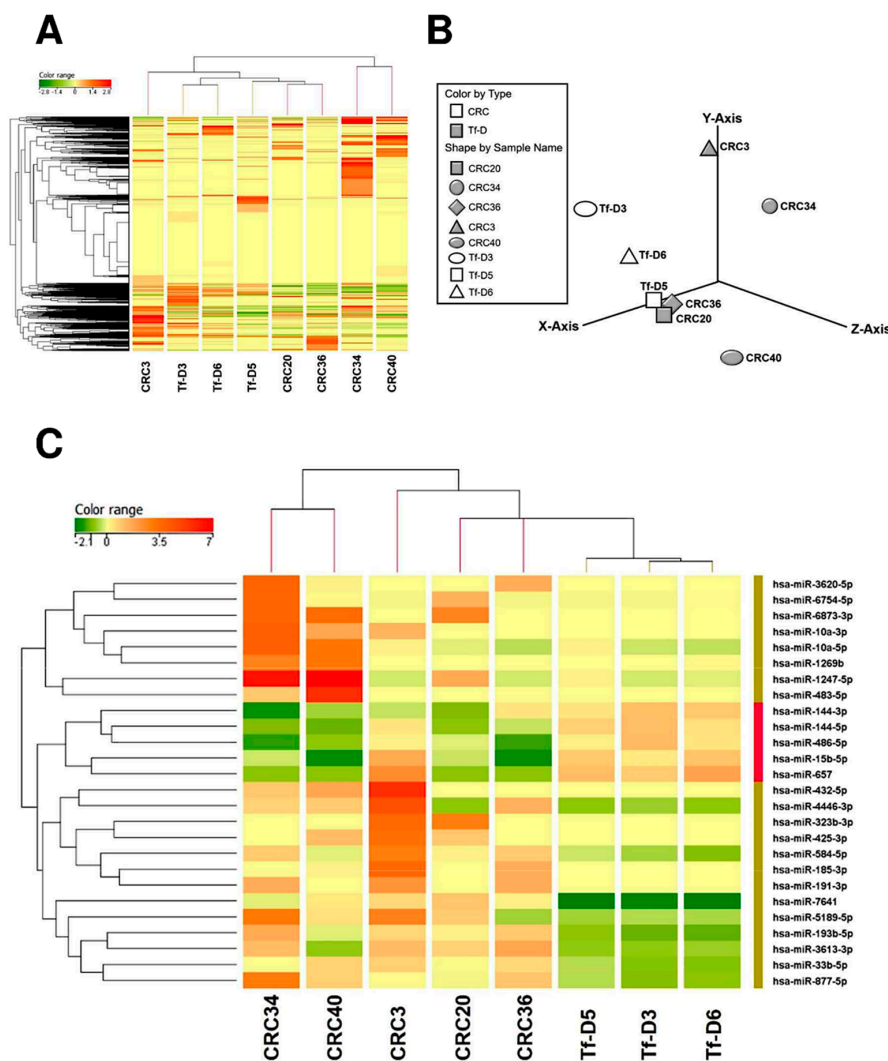 A
Color range
-2.8 -1.4 0 1.4 2.8
CRC3
Tf-D3
Tf-D6
Tf-D5
CRC20
CRC36
CRC34
CRC40
B
Color by Type
CRC
Tf-D
Shape by Sample Name
CRC20
CRC34
CRC36
CRC3
CRC40
Tf-D3
Tf-D5
Tf-D6
Y-Axis
CRC3
Tf-D3
CRC34
Tf-D6
Tf-D5
CRC36
CRC20
X-Axis
Z-Axis
CRC40
C
Color range
-2.1 0 3.5 7
hsa-miR-3620-5p
hsa-miR-6754-5p
hsa-miR-6873-3p
hsa-miR-10a-3p
hsa-miR-10a-5p
hsa-miR-1269b
hsa-miR-1247-5p
hsa-miR-483-5p
hsa-miR-144-3p
hsa-miR-144-5p
hsa-miR-486-5p
hsa-miR-15b-5p
hsa-miR-657
hsa-miR-432-5p
hsa-miR-4446-3p
hsa-miR-323b-3p
hsa-miR-425-3p
hsa-miR-584-5p
hsa-miR-185-3p
hsa-miR-191-3p
hsa-miR-7641
hsa-miR-5189-5p
hsa-miR-193b-5p
hsa-miR-3613-3p
hsa-miR-33b-5p
hsa-miR-877-5p
CRC34
CRC40
CRC3
CRC20
CRC36
Tf-D5
Tf-D3
Tf-D6